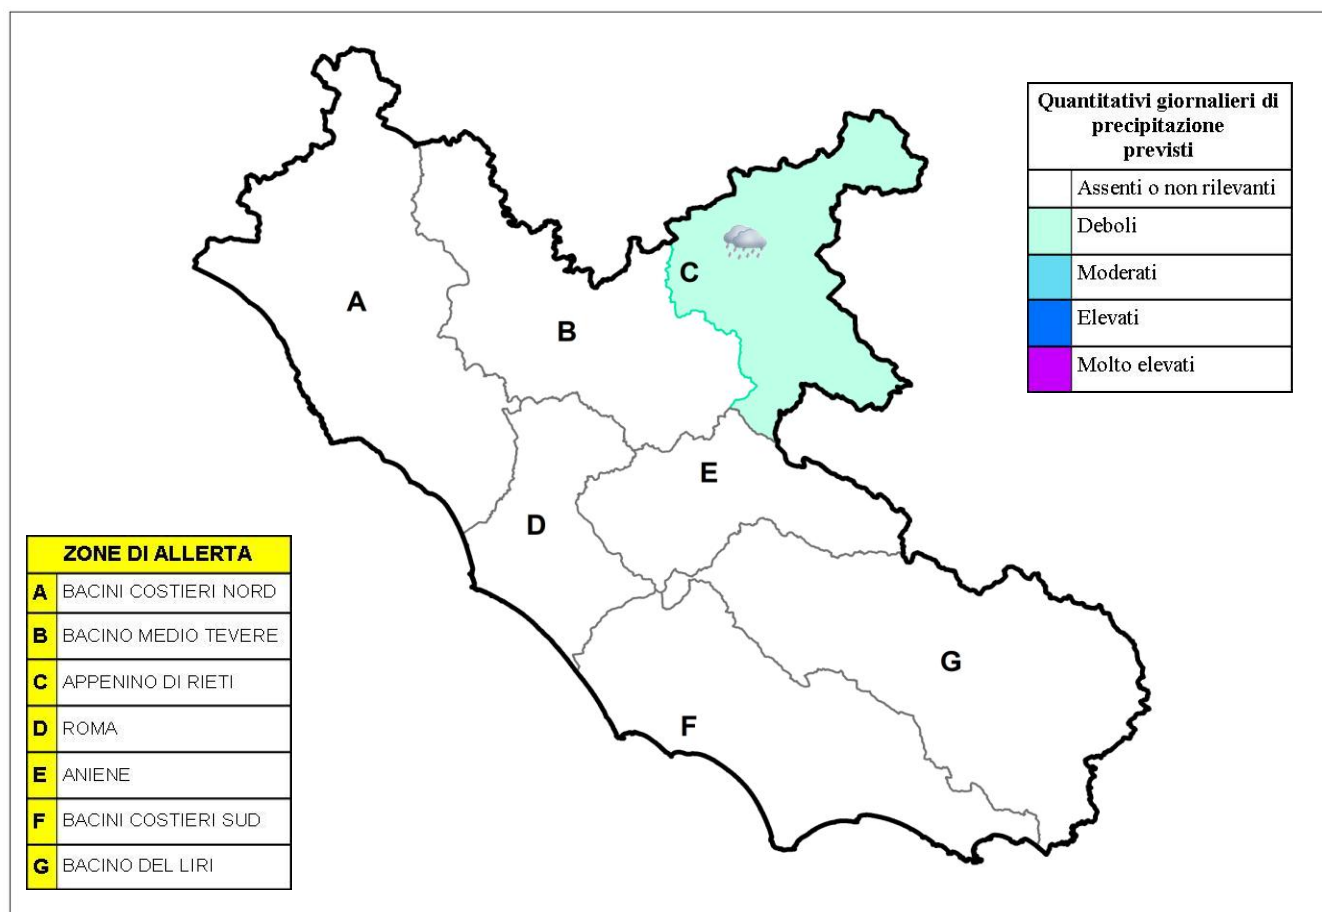 Quantitativi giornalieri di
precipitazione
previsti
Assenti o non rilevanti
Deboli
Moderati
Elevati
Molto elevati
A
B
C
D
E
F
G
ZONE DI ALLERTA
A BACINI COSTIERI NORD
B BACINO MEDIO TEVERE
C APPENINO DI RIETI
D ROMA
E ANIENE
F BACINI COSTIERI SUD
G BACINO DEL LIRI